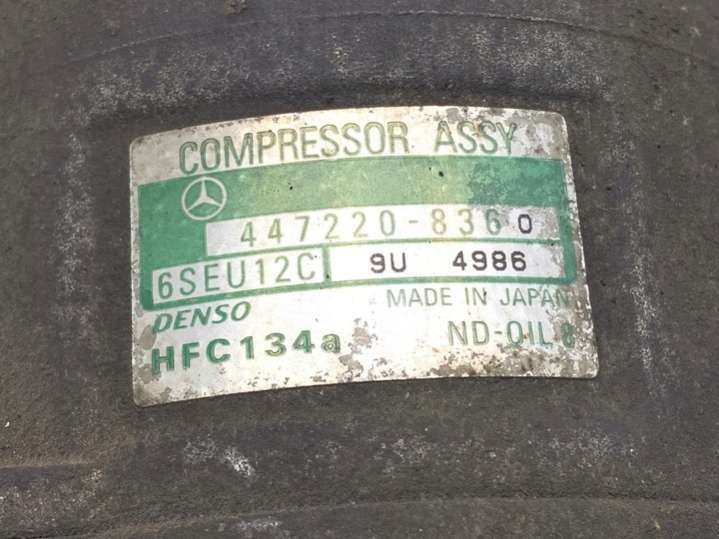 COMPRESSOR ASSY
447220-8360
6SEU12C 9U 4986
DENSO MADE IN JAPAN
HFC134a ND-OIL 8